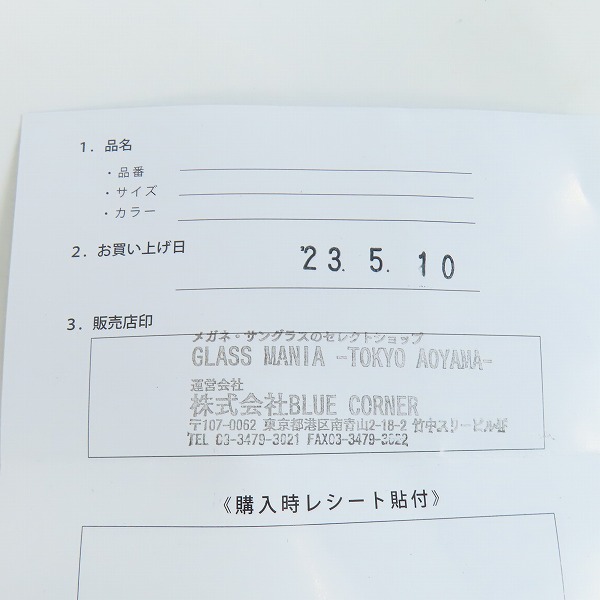 1. 品名
・品番
・サイズ
・カラー
2. お買い上げ日
'23. 5. 10
3. 販売店印
メガネ・サングラスのセレクトショップ
GLASS MANIA -TOKYO AOYAMA-
運営会社
株式会社BLUE CORNER
〒107-0062 東京都港区南青山2-18-2 竹中スリービル1F
TEL 03-3479-3021 FAX03-3479-3022
《購入時レシート貼付》